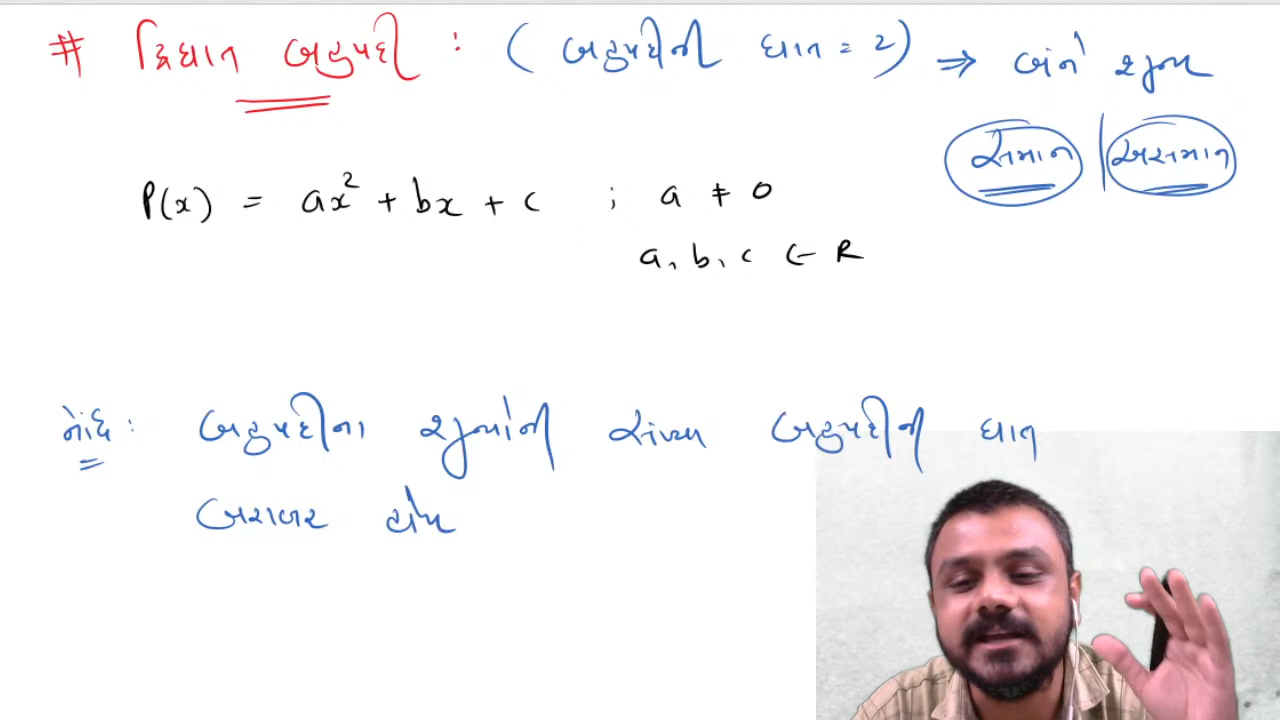 # દ્વિઘાત બહુપદી : (બહુપદીની ઘાત = 2) ⇒ બંને શૂન્ય
સમાન | અસમાન
P(x) = ax² + bx + c ; a ≠ 0
a, b, c ∈ R
નોંધ : બહુપદીના શૂન્યોની સંખ્યા બહુપદીની ઘાત
બરાબર હોય